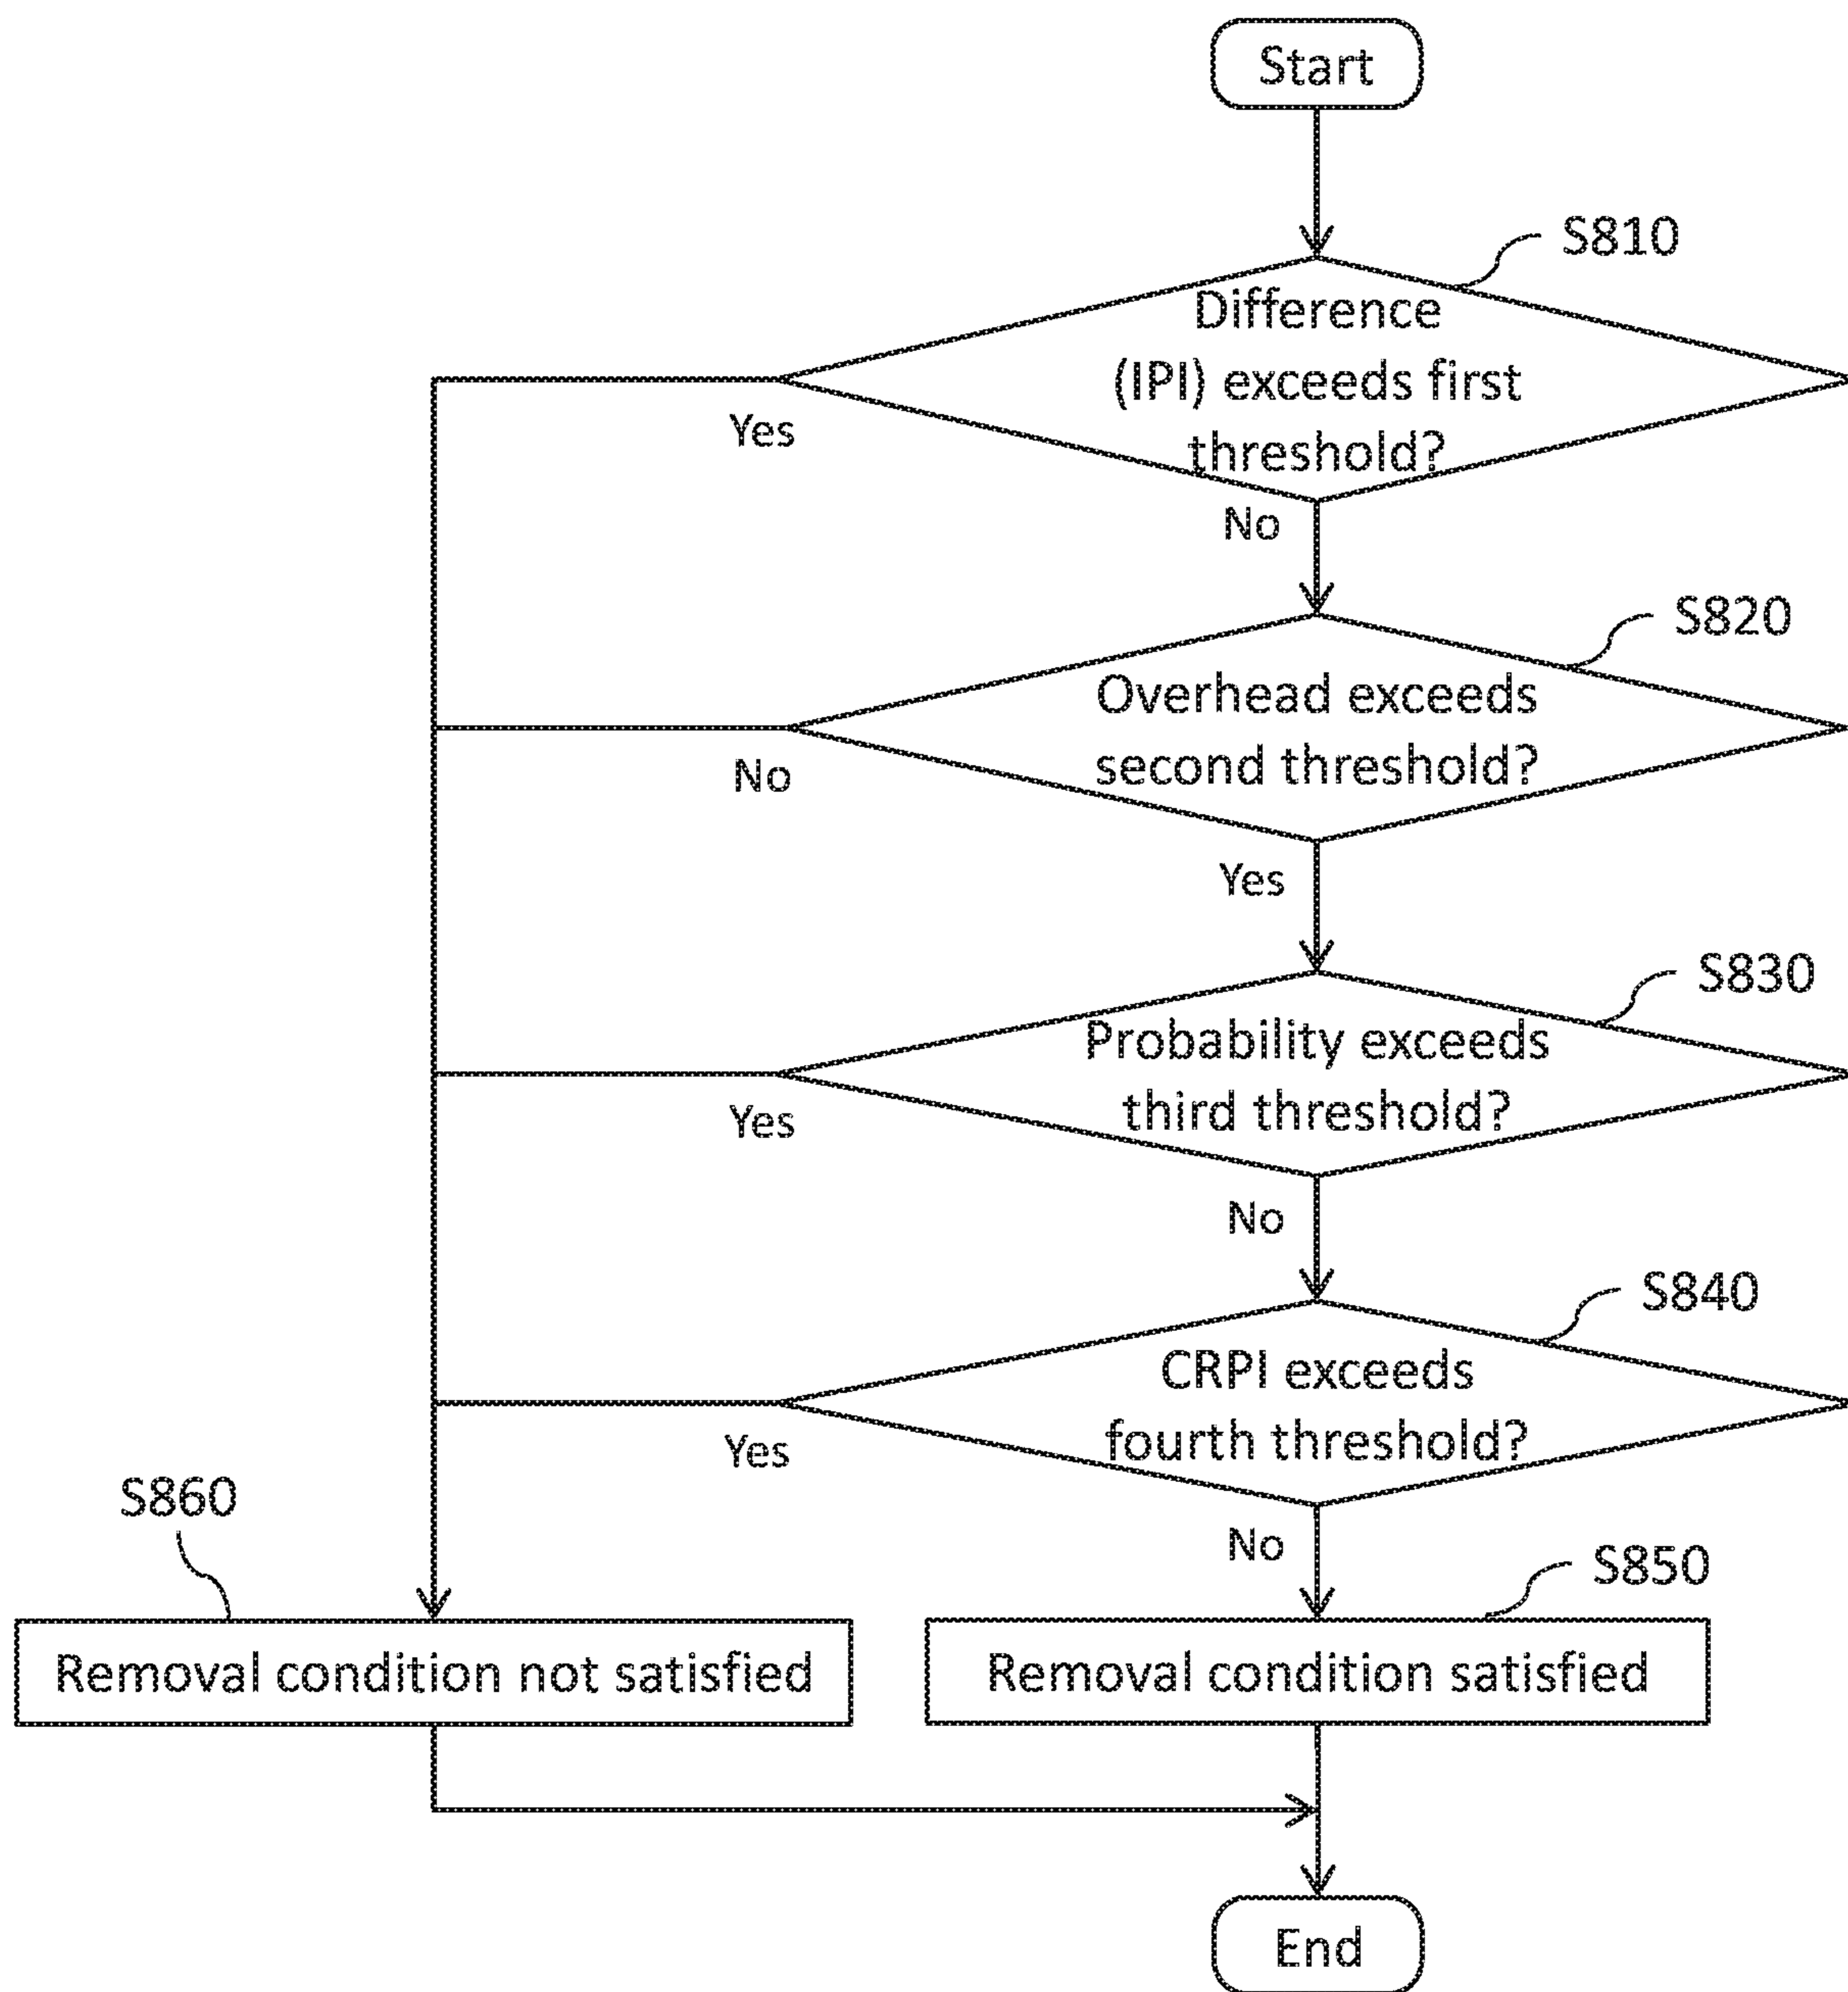 Start
S810
Difference
(IPI) exceeds first
threshold?
Yes
No
S820
Overhead exceeds
second threshold?
No
Yes
S830
Probability exceeds
third threshold?
Yes
No
S840
CRPI exceeds
fourth threshold?
Yes
No
S860
S850
Removal condition not satisfied
Removal condition satisfied
End